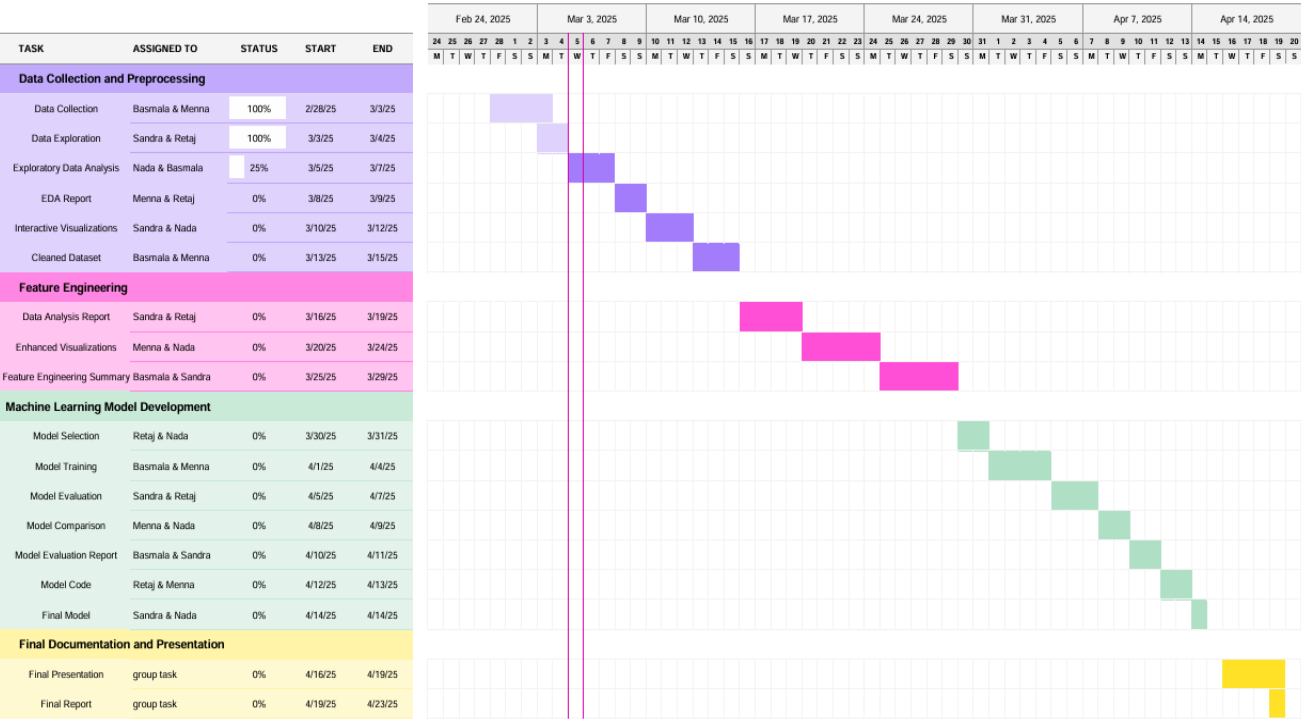 Feb 24, 2025 Mar 3, 2025 Mar 10, 2025 Mar 17, 2025 Mar 24, 2025 Mar 31, 2025 Apr 7, 2025 Apr 14, 2025
24 25 26 27 28 1 2 3 4 5 6 7 8 9 10 11 12 13 14 15 16 17 18 19 20 21 22 23 24 25 26 27 28 29 30 31 1 2 3 4 5 6 7 8 9 10 11 12 13 14 15 16 17 18 19 20
TASK ASSIGNED TO STATUS START END
M T W T F S S M T W T F S S M T W T F S S M T W T F S S M T W T F S S M T W T F S S M T W T F S S M T W T F S S
Data Collection and Preprocessing
Data Collection Basmala & Menna 100% 2/28/25 3/3/25
Data Exploration Sandra & Retaj 100% 3/3/25 3/4/25
Exploratory Data Analysis Nada & Basmala 25% 3/5/25 3/7/25
EDA Report Menna & Retaj 0% 3/8/25 3/9/25
Interactive Visualizations Sandra & Nada 0% 3/10/25 3/12/25
Cleaned Dataset Basmala & Menna 0% 3/13/25 3/15/25
Feature Engineering
Data Analysis Report Sandra & Retaj 0% 3/16/25 3/19/25
Enhanced Visualizations Menna & Nada 0% 3/20/25 3/24/25
Feature Engineering Summary Basmala & Sandra 0% 3/25/25 3/29/25
Machine Learning Model Development
Model Selection Retaj & Nada 0% 3/30/25 3/31/25
Model Training Basmala & Menna 0% 4/1/25 4/4/25
Model Evaluation Sandra & Retaj 0% 4/5/25 4/7/25
Model Comparison Menna & Nada 0% 4/8/25 4/9/25
Model Evaluation Report Basmala & Sandra 0% 4/10/25 4/11/25
Model Code Retaj & Menna 0% 4/12/25 4/13/25
Final Model Sandra & Nada 0% 4/14/25 4/14/25
Final Documentation and Presentation
Final Presentation group task 0% 4/16/25 4/19/25
Final Report group task 0% 4/19/25 4/23/25